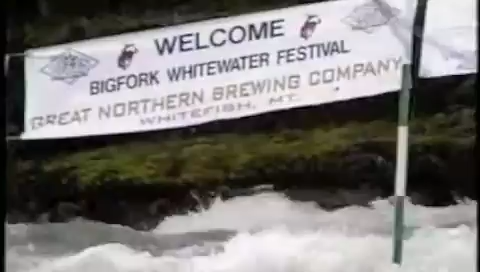 WELCOME
BIGFORK WHITEWATER FESTIVAL
GREAT NORTHERN BREWING COMPANY
WHITEFISH, MT.